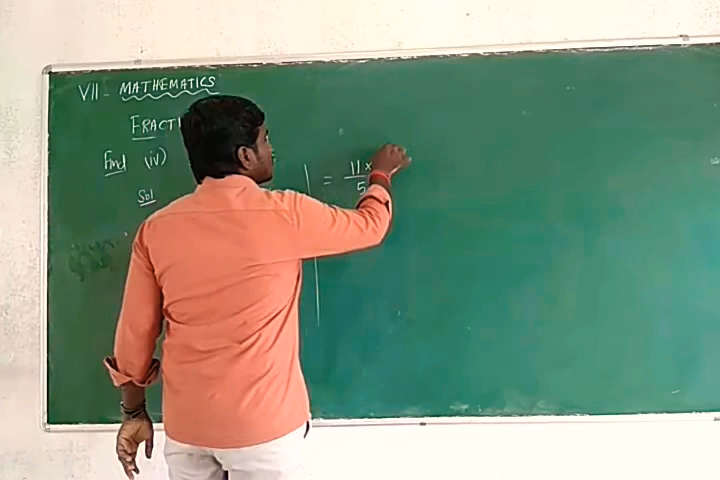 VII - MATHEMATICS
FRACTI
Find (iv)
Sol
= 11 x
5